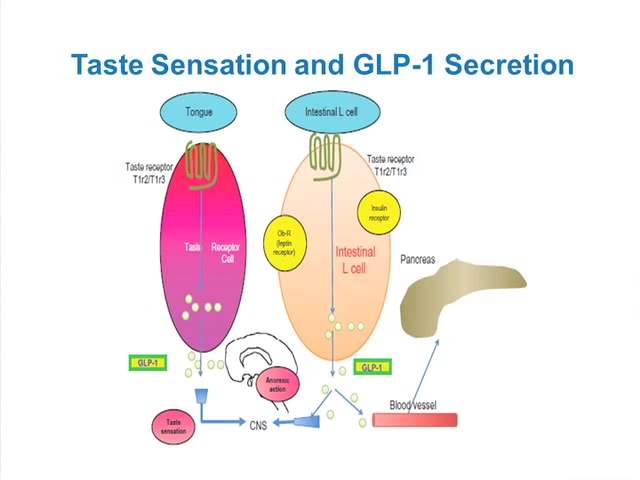 Taste Sensation and GLP-1 Secretion
Tongue
Intestinal L cell
Taste receptor
T1r2/T1r3
Taste receptor
T1r2/T1r3
Insulin
receptor
Ob-R
(leptin
receptor)
Taste Receptor
Cell
Intestinal
L cell
Pancreas
GLP-1
GLP-1
Anorexic
action
Blood vessel
Taste
sensation
CNS